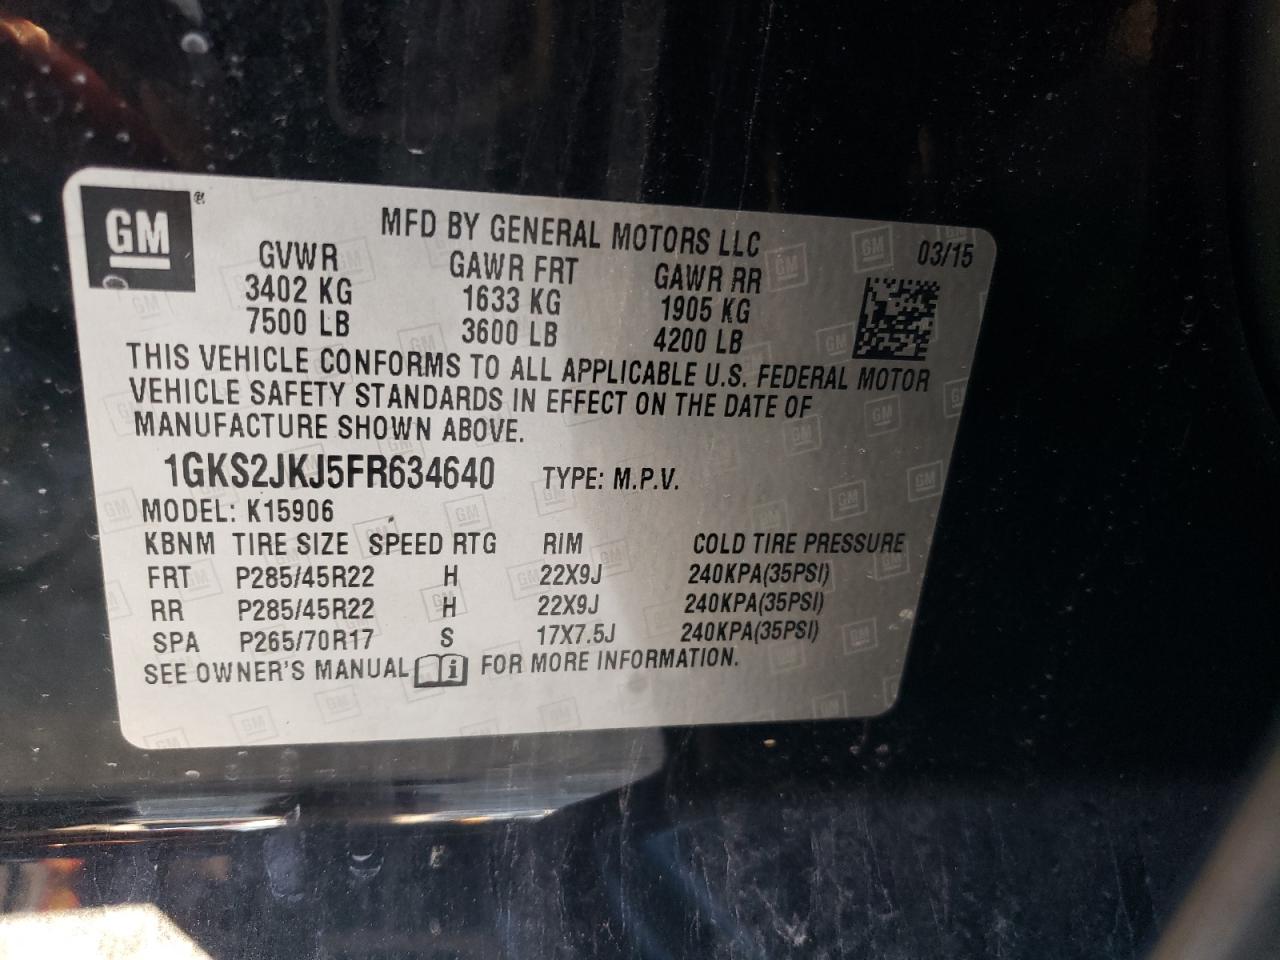 GM ®
MFD BY GENERAL MOTORS LLC 03/15
GVWR GAWR FRT GAWR RR
3402 KG 1633 KG 1905 KG
7500 LB 3600 LB 4200 LB
THIS VEHICLE CONFORMS TO ALL APPLICABLE U.S. FEDERAL MOTOR
VEHICLE SAFETY STANDARDS IN EFFECT ON THE DATE OF
MANUFACTURE SHOWN ABOVE.
1GKS2JKJ5FR634640 TYPE: M.P.V.
MODEL: K15906
KBNM TIRE SIZE SPEED RTG RIM COLD TIRE PRESSURE
FRT P285/45R22 H 22X9J 240KPA(35PSI)
RR P285/45R22 H 22X9J 240KPA(35PSI)
SPA P265/70R17 S 17X7.5J 240KPA(35PSI)
SEE OWNER'S MANUAL i FOR MORE INFORMATION.